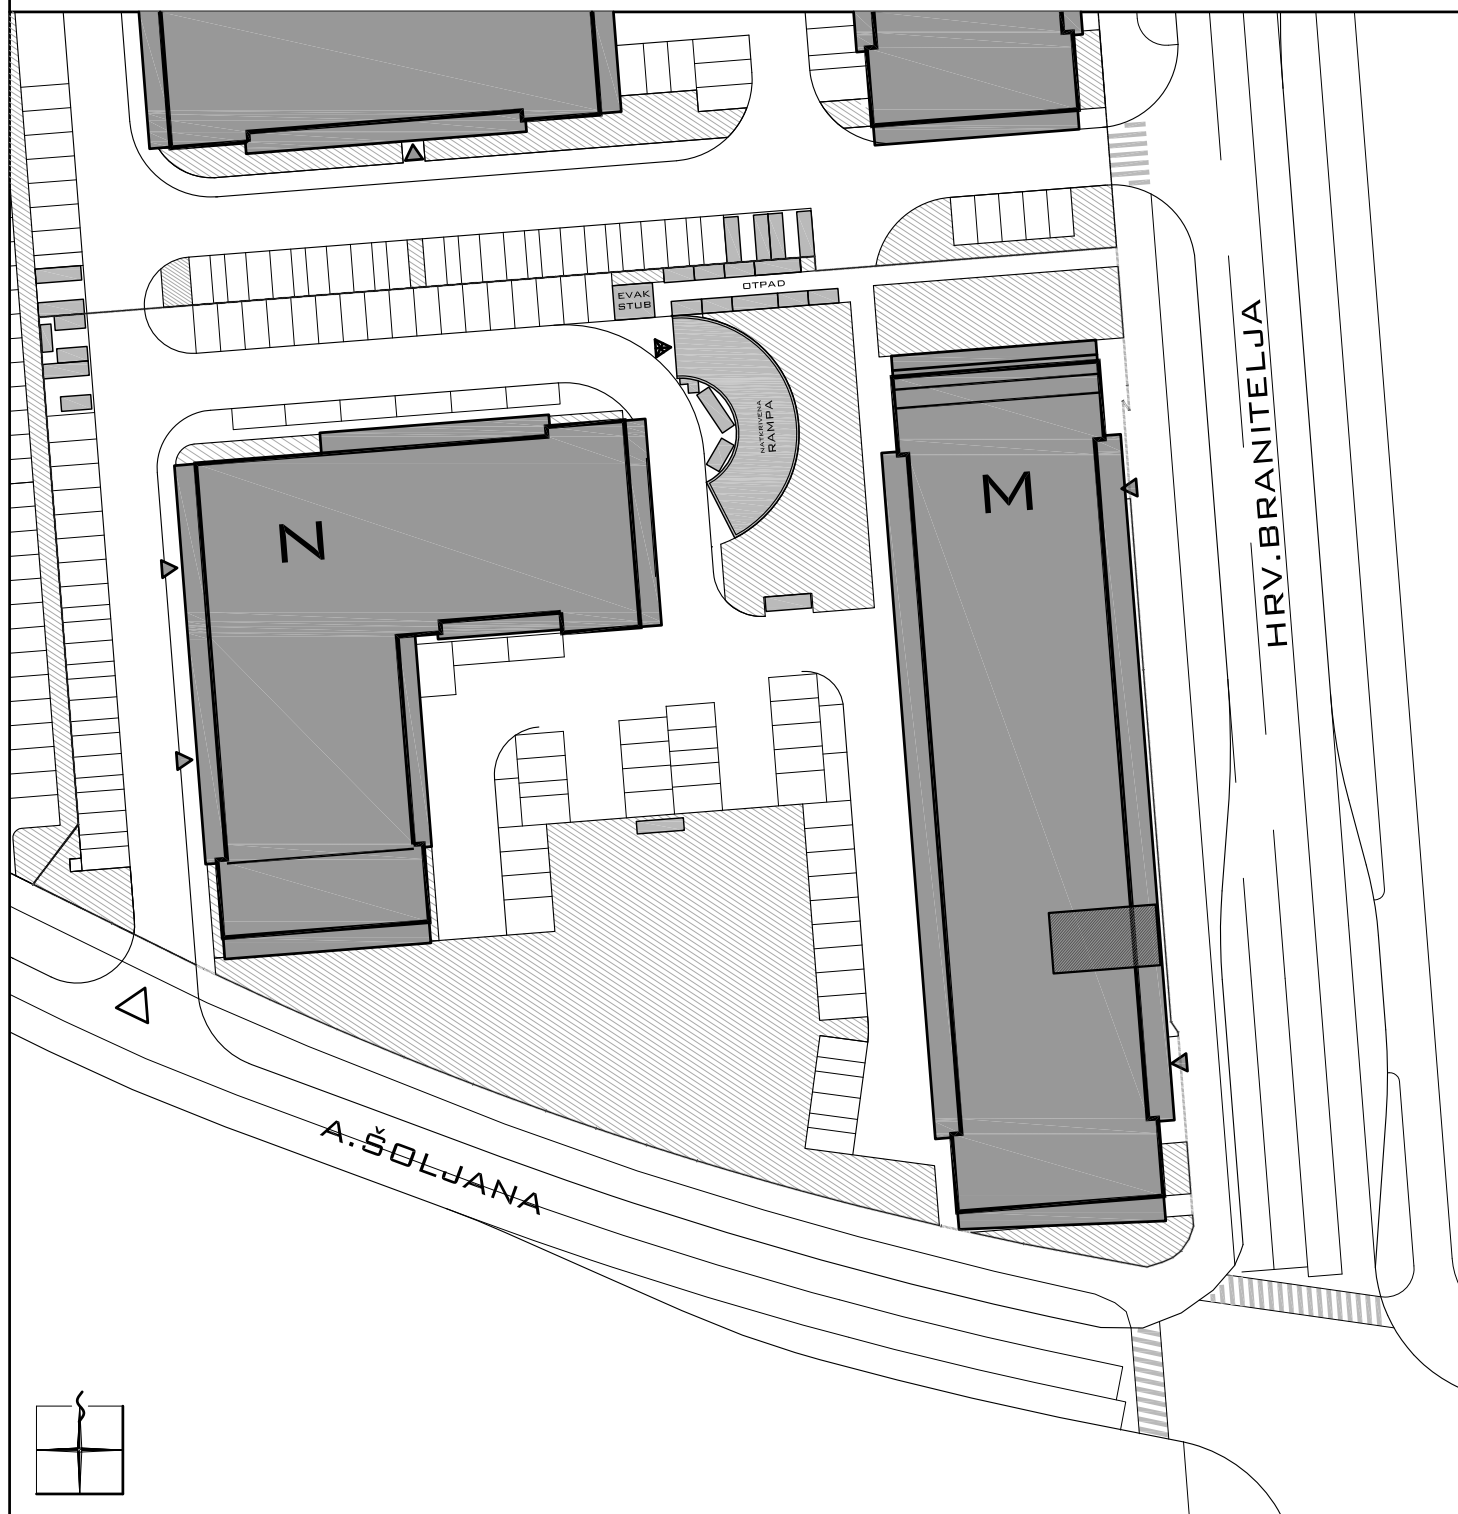 OTPAD
EVAK
STUB
NATKRIVENA
RAMPA
HRV.BRANITELJA
M
N
A.ŠOLJANA